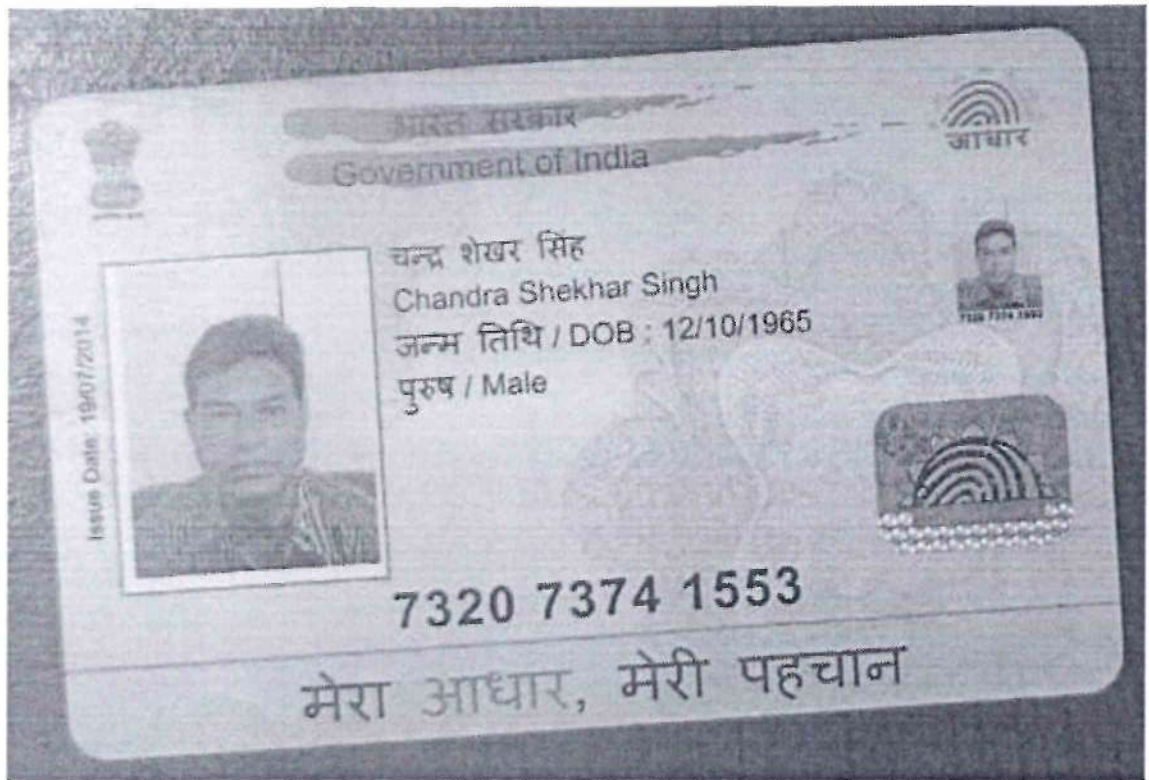 भारत सरकार
Government of India
आधार
चन्द्र शेखर सिंह
Chandra Shekhar Singh
जन्म तिथि / DOB : 12/10/1965
पुरुष / Male
Issue Date: 19/07/2014
7320 7374 1553
मेरा आधार, मेरी पहचान